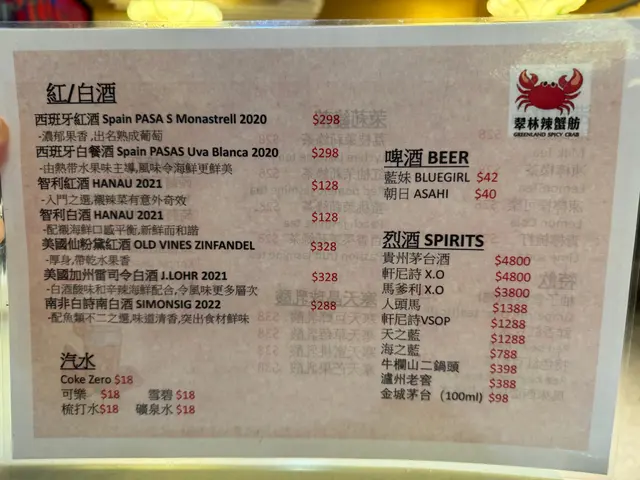 紅/白酒
西班牙紅酒 Spain PASA S Monastrell 2020 $298
-濃郁果香,出名熟成葡萄
西班牙白餐酒 Spain PASAS Uva Blanca 2020 $298
-由熱帶水果味主導,風味令海鮮更鮮美
智利紅酒 HANAU 2021 $128
-入門之選,襯辣菜有意外奇效
智利白酒 HANAU 2021 $128
-配襯海鮮口感平衡,新鮮而和諧
美國仙粉黛紅酒 OLD VINES ZINFANDEL $328
-厚身,帶乾水果香
美國加州雷司令白酒 J.LOHR 2021 $328
-白酒酸味和辛辣海鮮配合,令風味更多層次
南非白詩南白酒 SIMONSIG 2022 $288
-配魚類不二之選,味道清香,突出食材鮮味
汽水
Coke Zero $18
可樂 $18 雪碧 $18
梳打水$18 礦泉水 $18
翠林辣蟹舫
GREENLAND SPICY CRAB
啤酒 BEER
藍妹 BLUEGIRL $42
朝日 ASAHI $40
烈酒 SPIRITS
貴州茅台酒 $4800
軒尼詩 X.O $4800
馬爹利 X.O $3800
人頭馬 $1388
軒尼詩VSOP $1288
天之藍 $1288
海之藍 $788
牛欄山二鍋頭 $398
瀘州老窖 $388
金城茅台 (100ml) $98